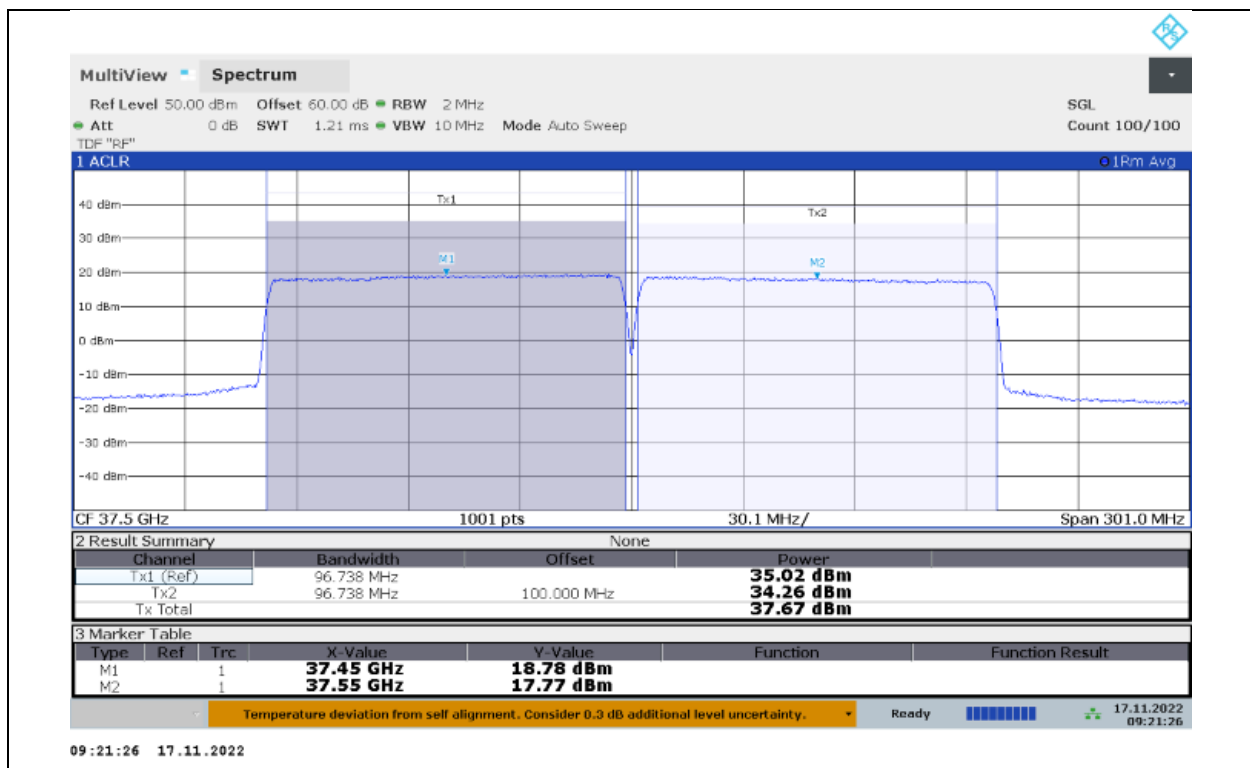 R&S
MultiView Spectrum
Ref Level 50.00 dBm Offset 60.00 dB RBW 2 MHz SGL
Att 0 dB SWT 1.21 ms VBW 10 MHz Mode Auto Sweep Count 100/100
TDF "RF"
1 ACLR 1Rm Avg
40 dBm Tx1
Tx2
30 dBm
M1
M2
20 dBm
10 dBm
0 dBm
-10 dBm
-20 dBm
-30 dBm
-40 dBm
CF 37.5 GHz 1001 pts 30.1 MHz/ Span 301.0 MHz
2 Result Summary None
Channel Bandwidth Offset Power
Tx1 (Ref) 96.738 MHz 35.02 dBm
Tx2 96.738 MHz 100.000 MHz 34.26 dBm
Tx Total 37.67 dBm
3 Marker Table
Type Ref Trc X-Value Y-Value Function Function Result
M1 1 37.45 GHz 18.78 dBm
M2 1 37.55 GHz 17.77 dBm
Temperature deviation from self alignment. Consider 0.3 dB additional level uncertainty. Ready 17.11.2022
09:21:26
09:21:26 17.11.2022